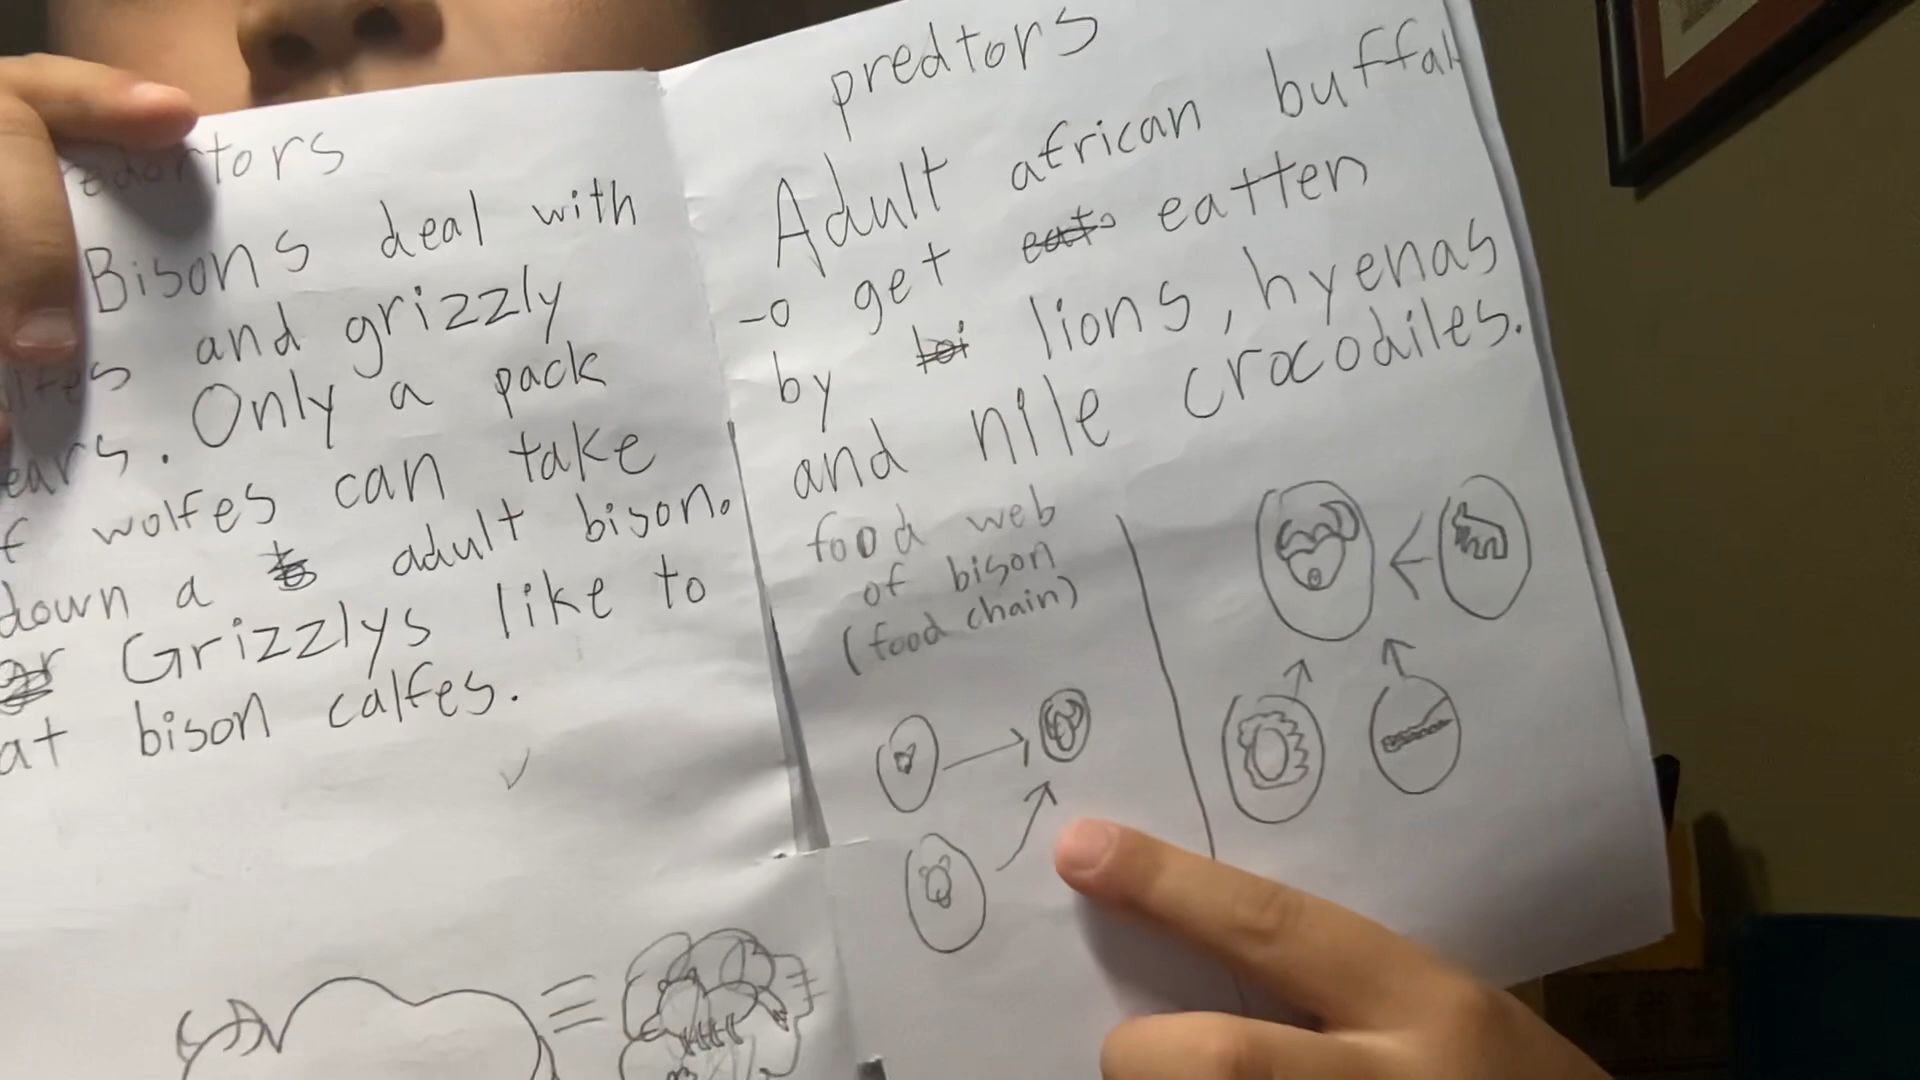 Bisons deal with
and grizzly
ears. Only a pack
f wolfes can take
down a adult bison.
Grizzlys like to
at bison calfes.
predtors
Adult african buffal
-o get eatten
by lions, hyenas
and nile crocodiles.
food web
of bison
(food chain)